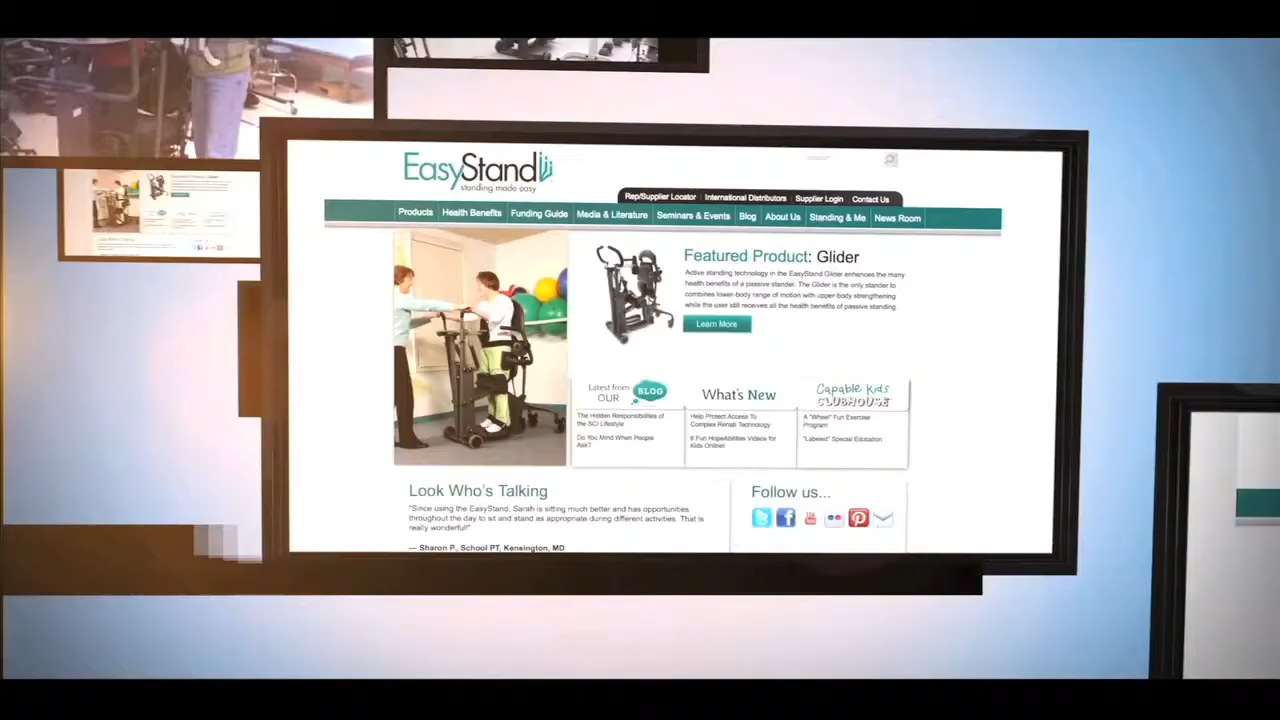 EasyStand
standing made easy
Rep/Supplier Locator International Distributors Supplier Login Contact Us
Products Health Benefits Funding Guide Media & Literature Seminars & Events Blog About Us Standing & Me News Room
Featured Product: Glider
Active standing technology in the EasyStand Glider enhances the many
health benefits of a passive stander. The Glider is the only stander to
combines lower-body range of motion with upper-body strengthening
while the user still receives all the health benefits of passive standing.
Learn More
Latest from
OUR BLOG
The Hidden Responsibilities of
the SCI Lifestyle
Do You Mind When People
Ask?
What's New
Help Protect Access To
Complex Rehab Technology
6 Fun HopeAbilities Videos for
Kids Online!
Capable Kids
CLUBHOUSE
A "Wheel" Fun Exercise
Program
"Labeled" Special Education
Look Who's Talking
"Since using the EasyStand, Sarah is sitting much better and has opportunities
throughout the day to sit and stand as appropriate during different activities. That is
really wonderful!"
— Sharon P., School PT, Kensington, MD
Follow us...